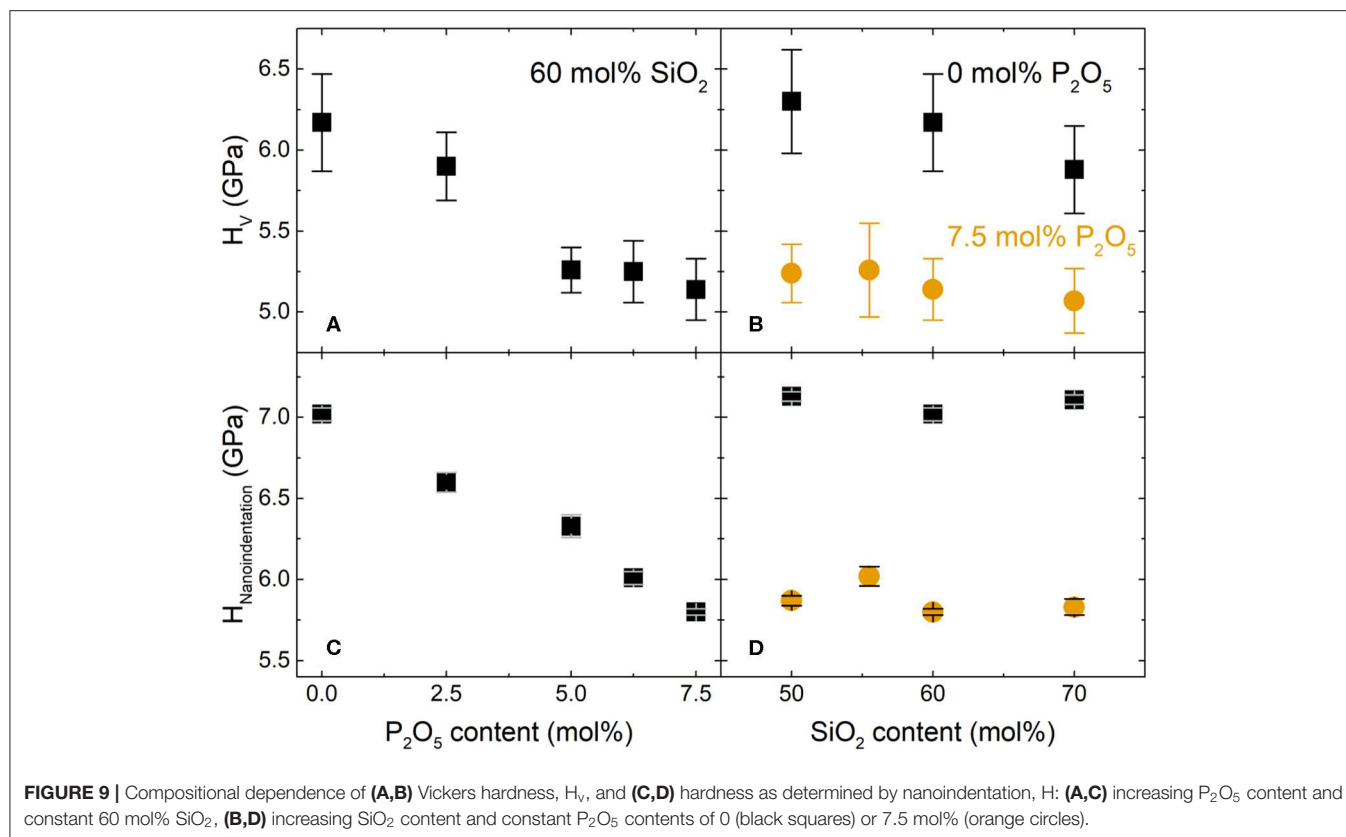 60 mol% SiO2
0 mol% P2O5
7.5 mol% P2O5
HV (GPa)
6.5
6.0
5.5
5.0
A
B
HNanoindentation (GPa)
7.0
6.5
6.0
5.5
C
D
0.0 2.5 5.0 7.5
50 60 70
P2O5 content (mol%)
SiO2 content (mol%)
FIGURE 9 | Compositional dependence of (A,B) Vickers hardness, Hv, and (C,D) hardness as determined by nanoindentation, H: (A,C) increasing P2O5 content and
constant 60 mol% SiO2, (B,D) increasing SiO2 content and constant P2O5 contents of 0 (black squares) or 7.5 mol% (orange circles).